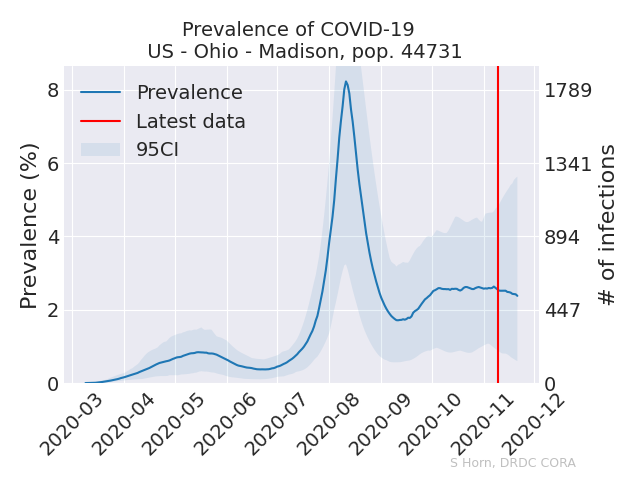 Prevalence of COVID-19
US - Ohio - Madison, pop. 44731
Prevalence
Latest data
95CI
Prevalence (%)
8
6
4
2
0
# of infections
1789
1341
894
447
0
2020-03
2020-04
2020-05
2020-06
2020-07
2020-08
2020-09
2020-10
2020-11
2020-12
S Horn, DRDC CORA